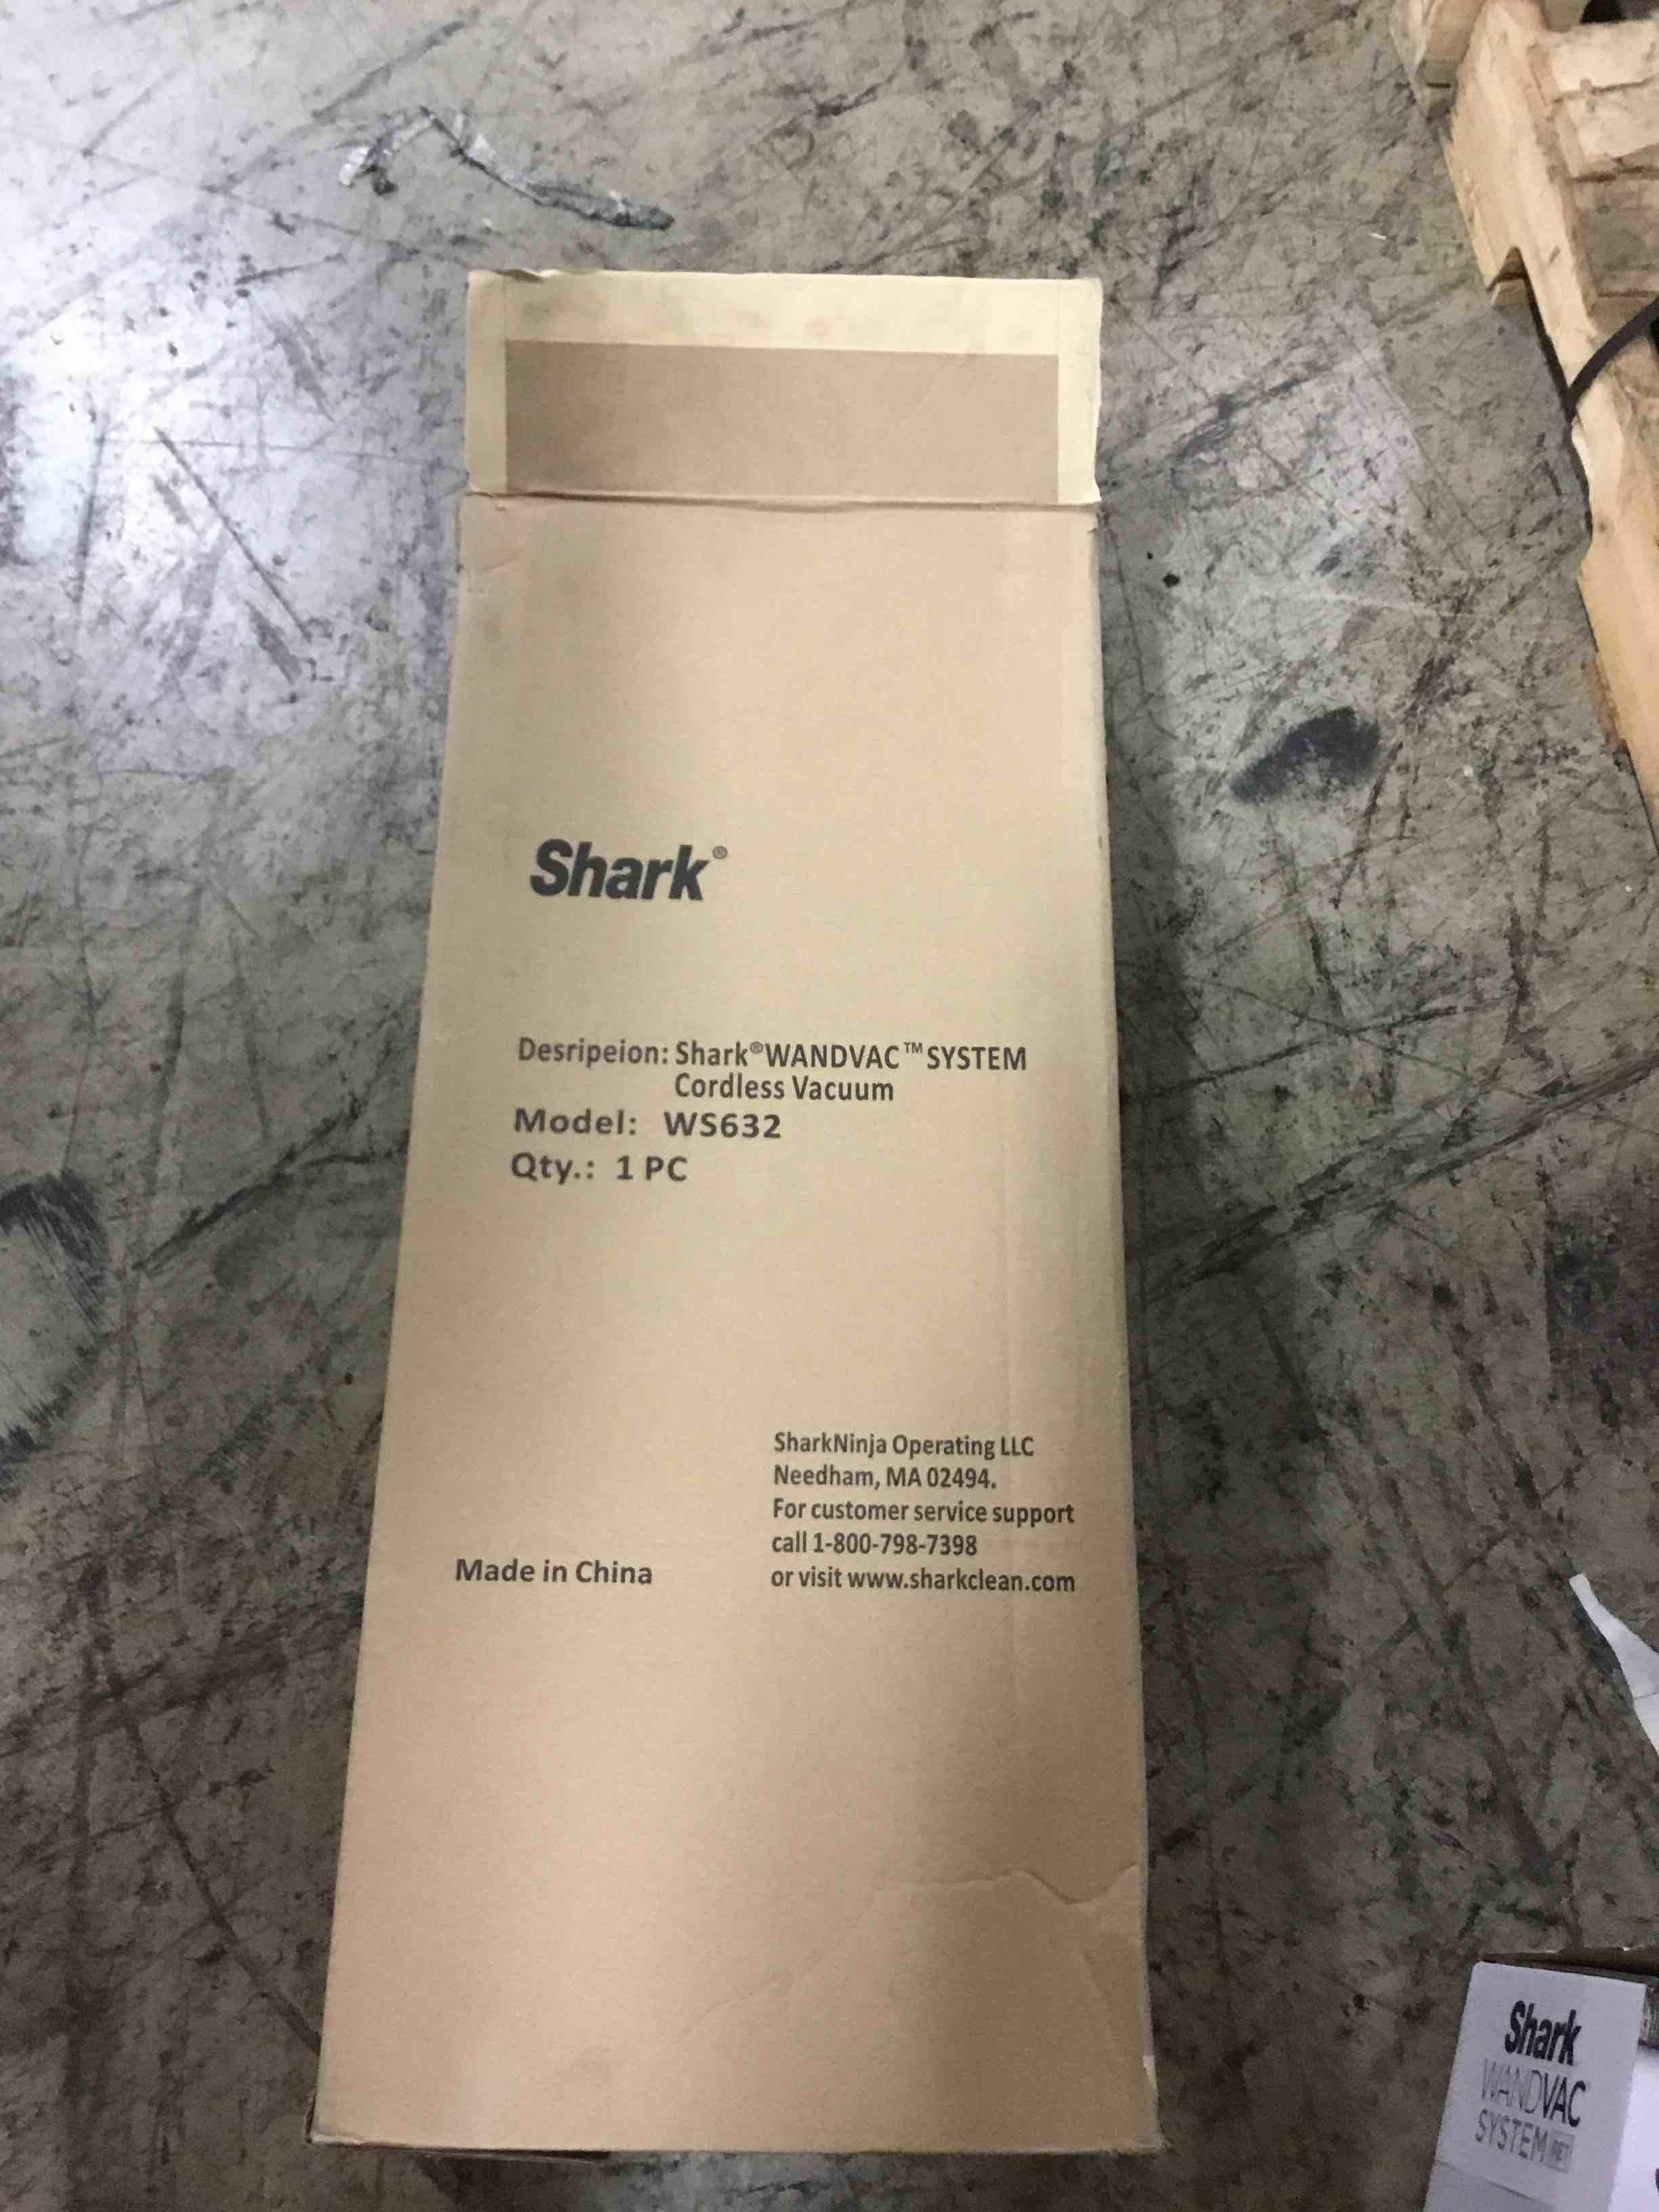 Shark®
Desripeion: Shark®WANDVAC™SYSTEM
Cordless Vacuum
Model: WS632
Qty.: 1 PC
SharkNinja Operating LLC
Needham, MA 02494.
For customer service support
call 1-800-798-7398
or visit www.sharkclean.com
Made in China
Shark
WANDVAC
SYSTEM